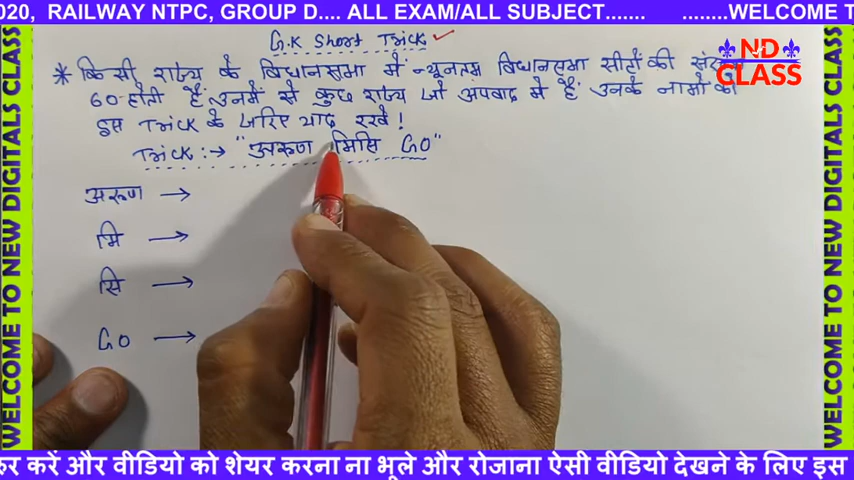 020, RAILWAY NTPC, GROUP D.... ALL EXAM/ALL SUBJECT....... ........WELCOME T
G.K Short Trick ✓
ND
CLASS
* किसी राज्य के विधानसभा में न्यूनतम विधानसभा सीटों की
60 होती हैं, उनमें से कुछ राज्य जो अपवाद में हैं उनके नामों को
इस Trick के जरिए याद रखें!
Trick :→ "अरुण मिसि GO"
अरुण →
मि →
सि →
GO →
WELCOME TO NEW DIGITALS CLASS
WELCOME TO NEW DIGITALS CLASS
करें और वीडियो को शेयर करना ना भूले और रोजाना ऐसी वीडियो देखने के लिए इस